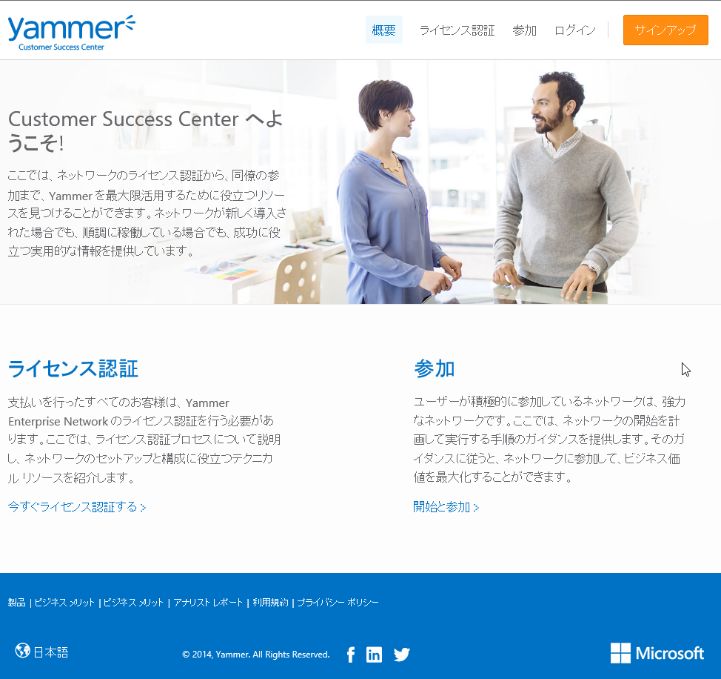 yammer
Customer Success Center
概要 ライセンス認証 参加 ログイン サインアップ
Customer Success Center へよ
うこそ!
ここでは、ネットワークのライセンス認証から、同僚の参
加まで、Yammer を最大限活用するために役立つリソー
スを見つけることができます。ネットワークが新しく導入さ
れた場合でも、順調に稼働している場合でも、成功に役
立つ実用的な情報を提供しています。
ライセンス認証
支払いを行ったすべてのお客様は、Yammer
Enterprise Network のライセンス認証を行う必要があ
ります。ここでは、ライセンス認証プロセスについて説明
し、ネットワークのセットアップと構成に役立つテクニカ
ル リソースを紹介します。
今すぐライセンス認証する >
参加
ユーザーが積極的に参加しているネットワークは、強力
なネットワークです。ここでは、ネットワークの開始を計
画して実行する手順のガイダンスを提供します。そのガ
イダンスに従うと、ネットワークに参加して、ビジネス価
値を最大化することができます。
開始と参加 >
製品 | ビジネス メリット | ビジネス メリット | アナリスト レポート | 利用規約 | プライバシー ポリシー
日本語
© 2014, Yammer. All Rights Reserved.
Microsoft